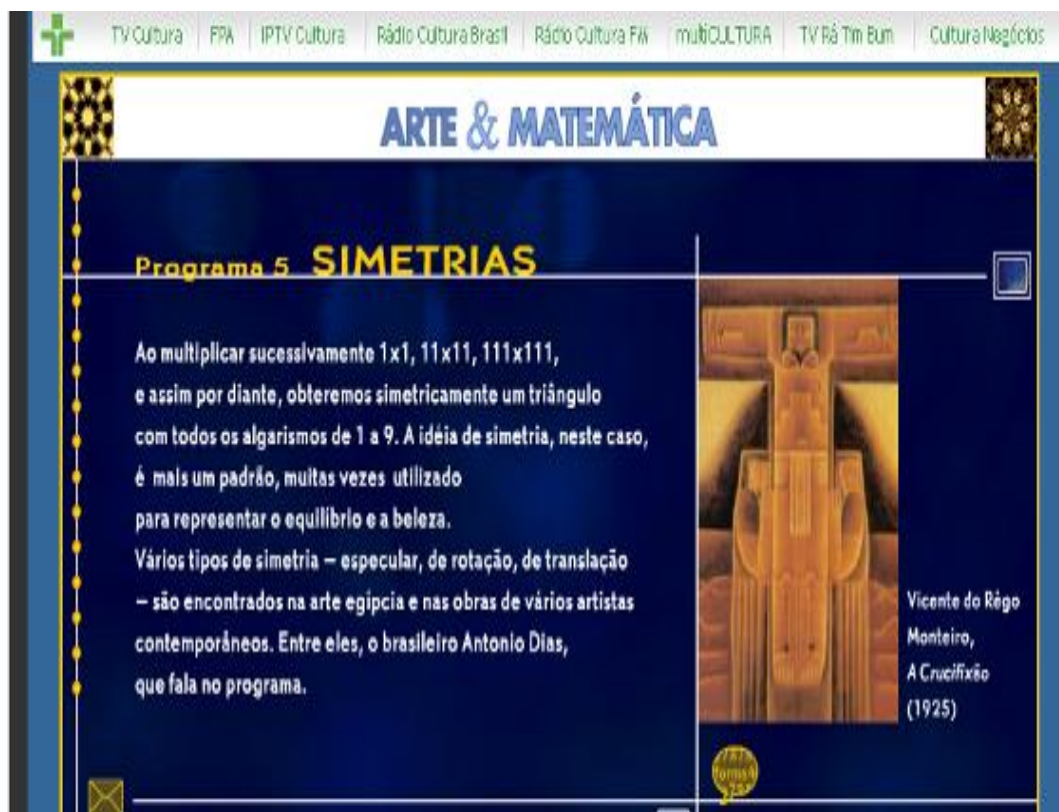 TV Cultura FPA IPTV Cultura Rádio Cultura Brasil Rádio Cultura FM multiCULTURA TV Rá Tim Bum Cultura Negócios
ARTE & MATEMÁTICA
Programa 5 SIMETRIAS
Ao multiplicar sucessivamente 1x1, 11x11, 111x111,
e assim por diante, obteremos simetricamente um triângulo
com todos os algarismos de 1 a 9. A idéia de simetria, neste caso,
é mais um padrão, muitas vezes utilizado
para representar o equilíbrio e a beleza.
Vários tipos de simetria – especular, de rotação, de translação
– são encontrados na arte egípcia e nas obras de vários artistas
contemporâneos. Entre eles, o brasileiro Antonio Dias,
que fala no programa.
Vicente do Rêgo
Monteiro,
A Crucifixão
(1925)